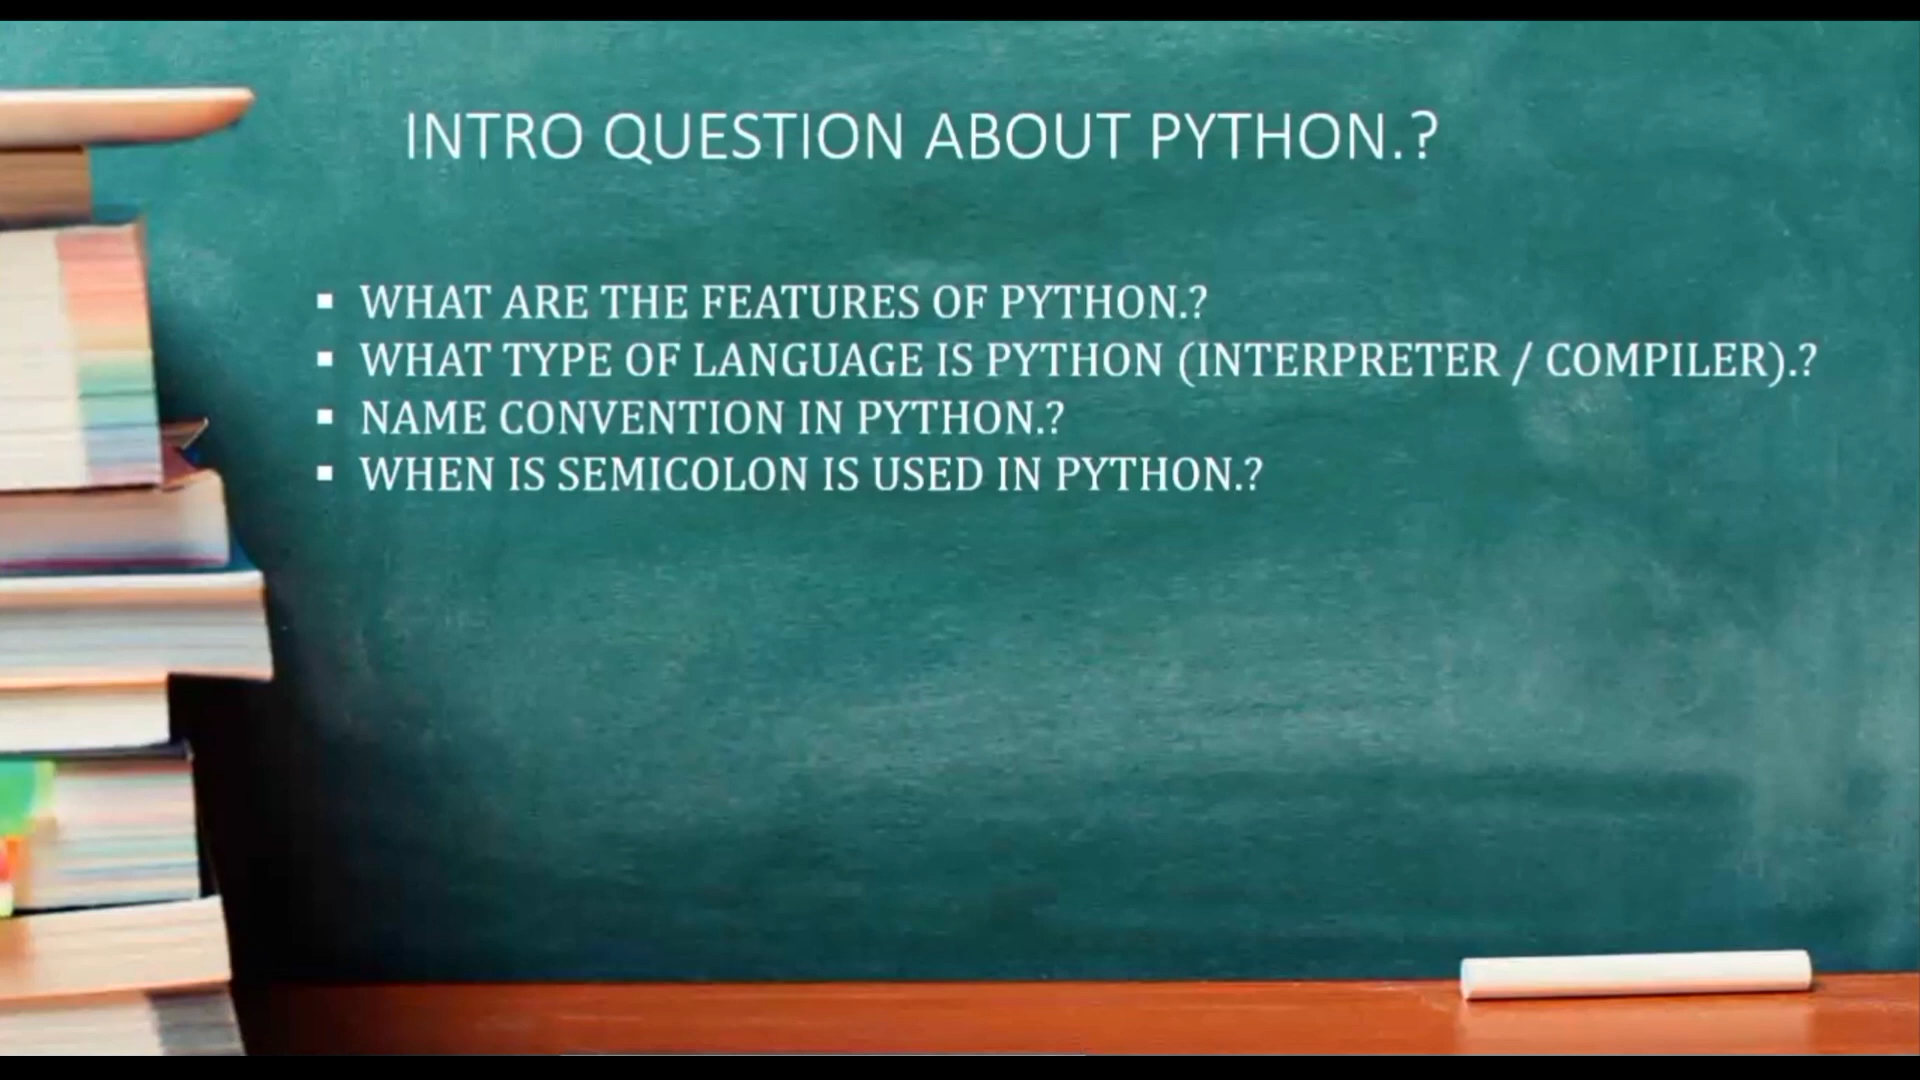 INTRO QUESTION ABOUT PYTHON.?
▪ WHAT ARE THE FEATURES OF PYTHON.?
▪ WHAT TYPE OF LANGUAGE IS PYTHON (INTERPRETER / COMPILER).?
▪ NAME CONVENTION IN PYTHON.?
▪ WHEN IS SEMICOLON IS USED IN PYTHON.?